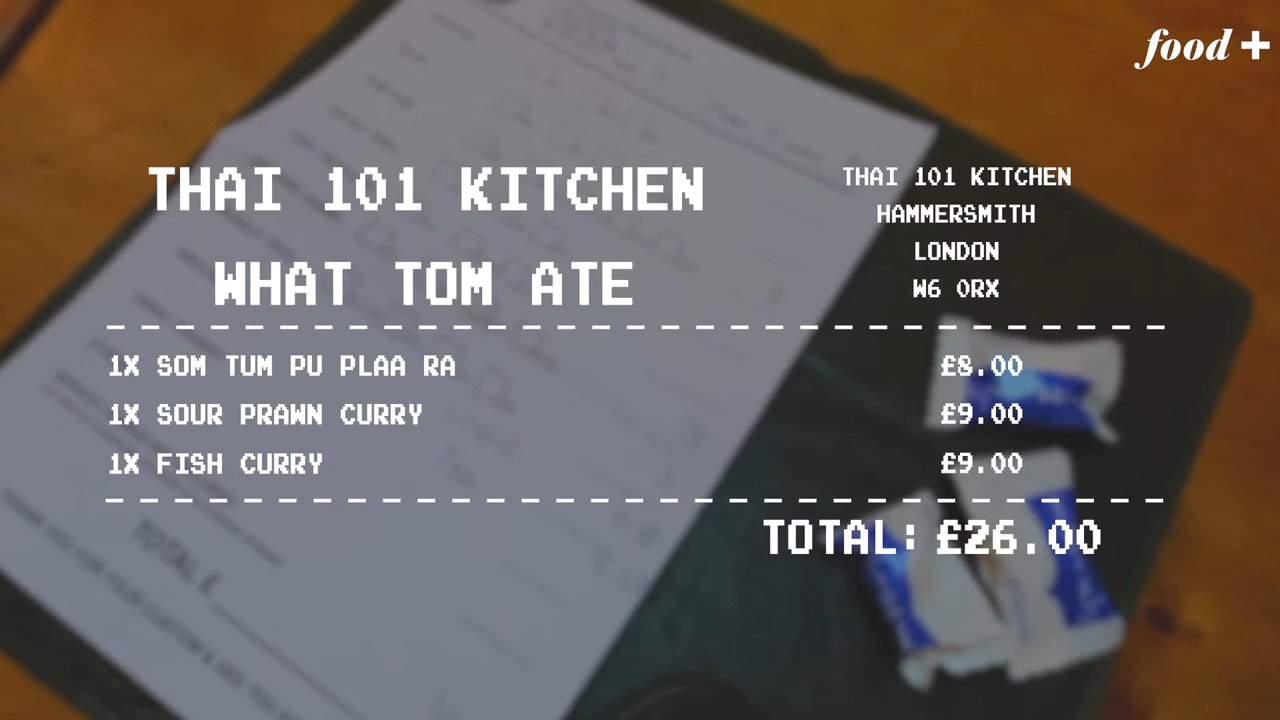 food +
THAI 101 KITCHEN
WHAT TOM ATE
THAI 101 KITCHEN
HAMMERSMITH
LONDON
W6 0RX
1X SOM TUM PU PLAA RA £8.00
1X SOUR PRAWN CURRY £9.00
1X FISH CURRY £9.00
TOTAL: £26.00
TOTAL £